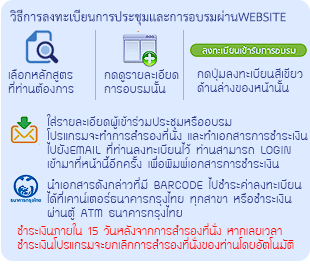 วิธีการลงทะเบียนการประชุมและการอบรมผ่านWEBSITE
เลือกหลักสูตร
ที่ท่านต้องการ
กดดูรายละเอียด
การอบรมนั้น
ลงทะเบียนเข้ารับการอบรม
กดปุ่มลงทะเบียนสีเขียว
ด้านล่างของหน้านั้น
ใส่รายละเอียดผู้เข้าร่วมประชุมหรืออบรม
โปรแกรมจะทำการสำรองที่นั่ง และทำเอกสารการชำระเงิน
ไปยังEMAIL ที่ท่านลงทะเบียนไว้ ท่านสามารถ LOGIN
เข้ามาที่หน้านี้อีกครั้ง เพื่อพิมพ์เอกสารการชำระเงิน
ธนาคารกรุงไทย
นำเอกสารดังกล่าวที่มี BARCODE ไปชำระค่าลงทะเบียน
ได้ที่เคาน์เตอร์ธนาคารกรุงไทย ทุกสาขา หรือชำระเงิน
ผ่านตู้ ATM ธนาคารกรุงไทย
ชำระเงินภายใน 15 วันหลังจากการสำรองที่นั่ง หากเลยเวลา
ชำระเงินโปรแกรมจะยกเลิกการสำรองที่นั่งของท่านโดยอัตโนมัติ